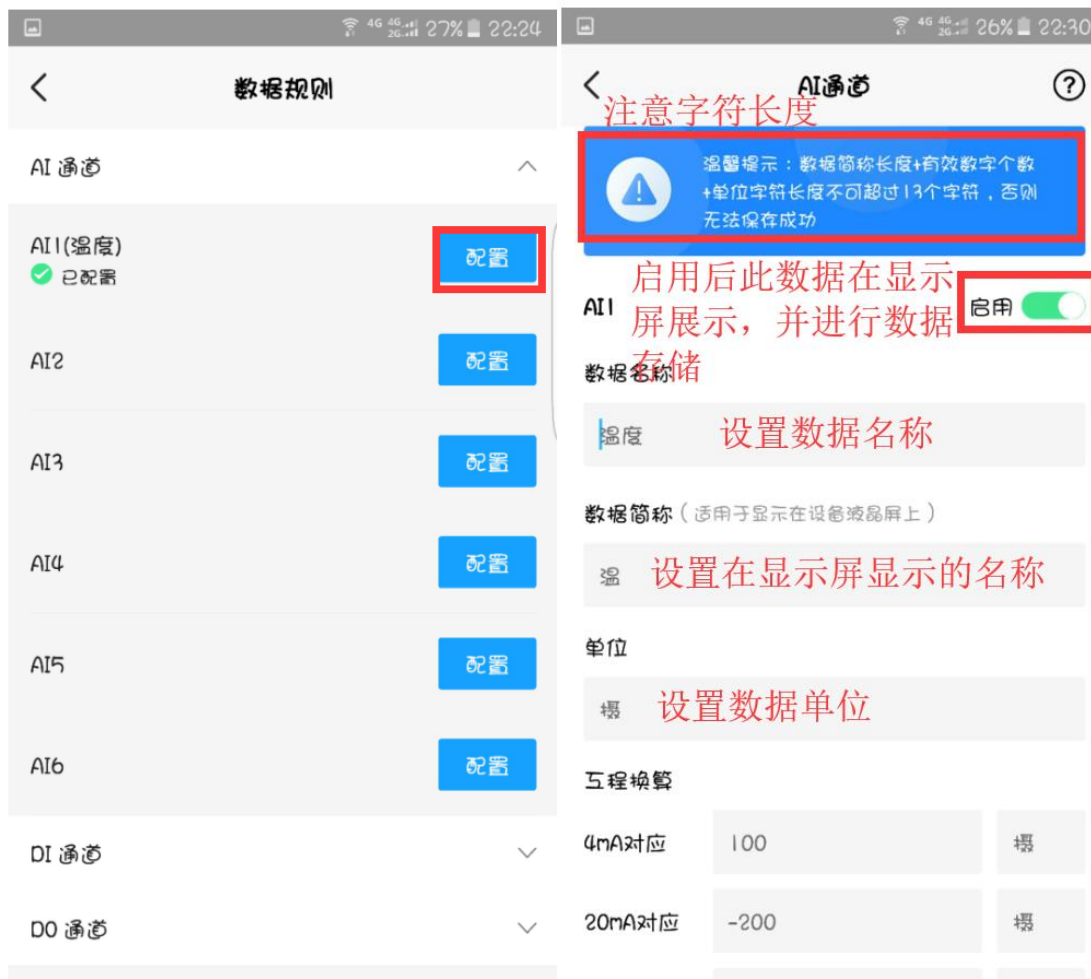 4G 4G 2G 27% 22:24
数据规则
AI 通道
AI1(温度)
配置
已配置
AI2
配置
AI3
配置
AI4
配置
AI5
配置
AI6
配置
DI 通道
DO 通道
4G 4G 2G 26% 22:30
AI通道
注意字符长度
温馨提示：数据简称长度+有效数字个数
+单位字符长度不可超过13个字符，否则
无法保存成功
启用后此数据在显示
屏展示，并进行数据
存储
AI1
启用
数据名称
温度
设置数据名称
数据简称（适用于显示在设备液晶屏上）
温
设置在显示屏显示的名称
单位
摄
设置数据单位
工程换算
4mA对应
100
摄
20mA对应
-200
摄